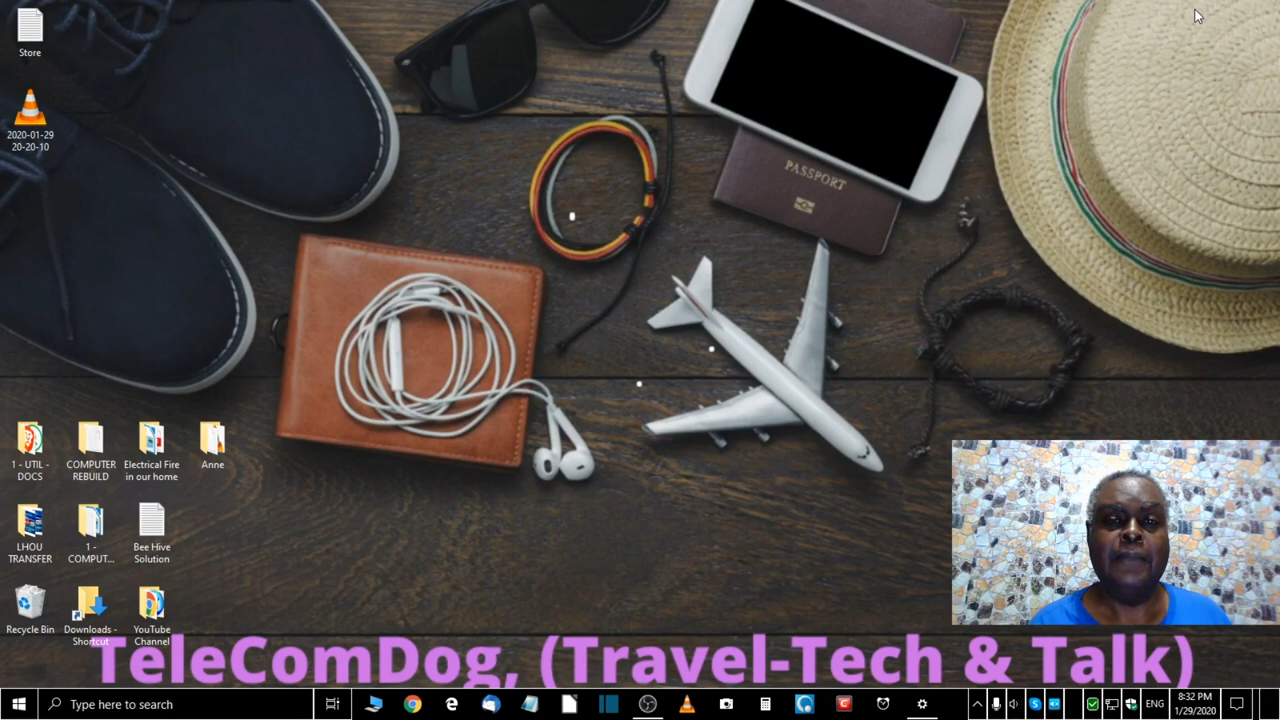 Store
2020-01-29
20-20-10
PASSPORT
1 - UTIL -
DOCS
COMPUTER
REBUILD
Electrical Fire
in our home
Anne
LHOU
TRANSFER
1 -
COMPUT...
Bee Hive
Solution
Recycle Bin
Downloads -
Shortcut
YouTube
Channel
TeleComDog, (Travel-Tech & Talk)
Type here to search
ENG
8:32 PM
1/29/2020